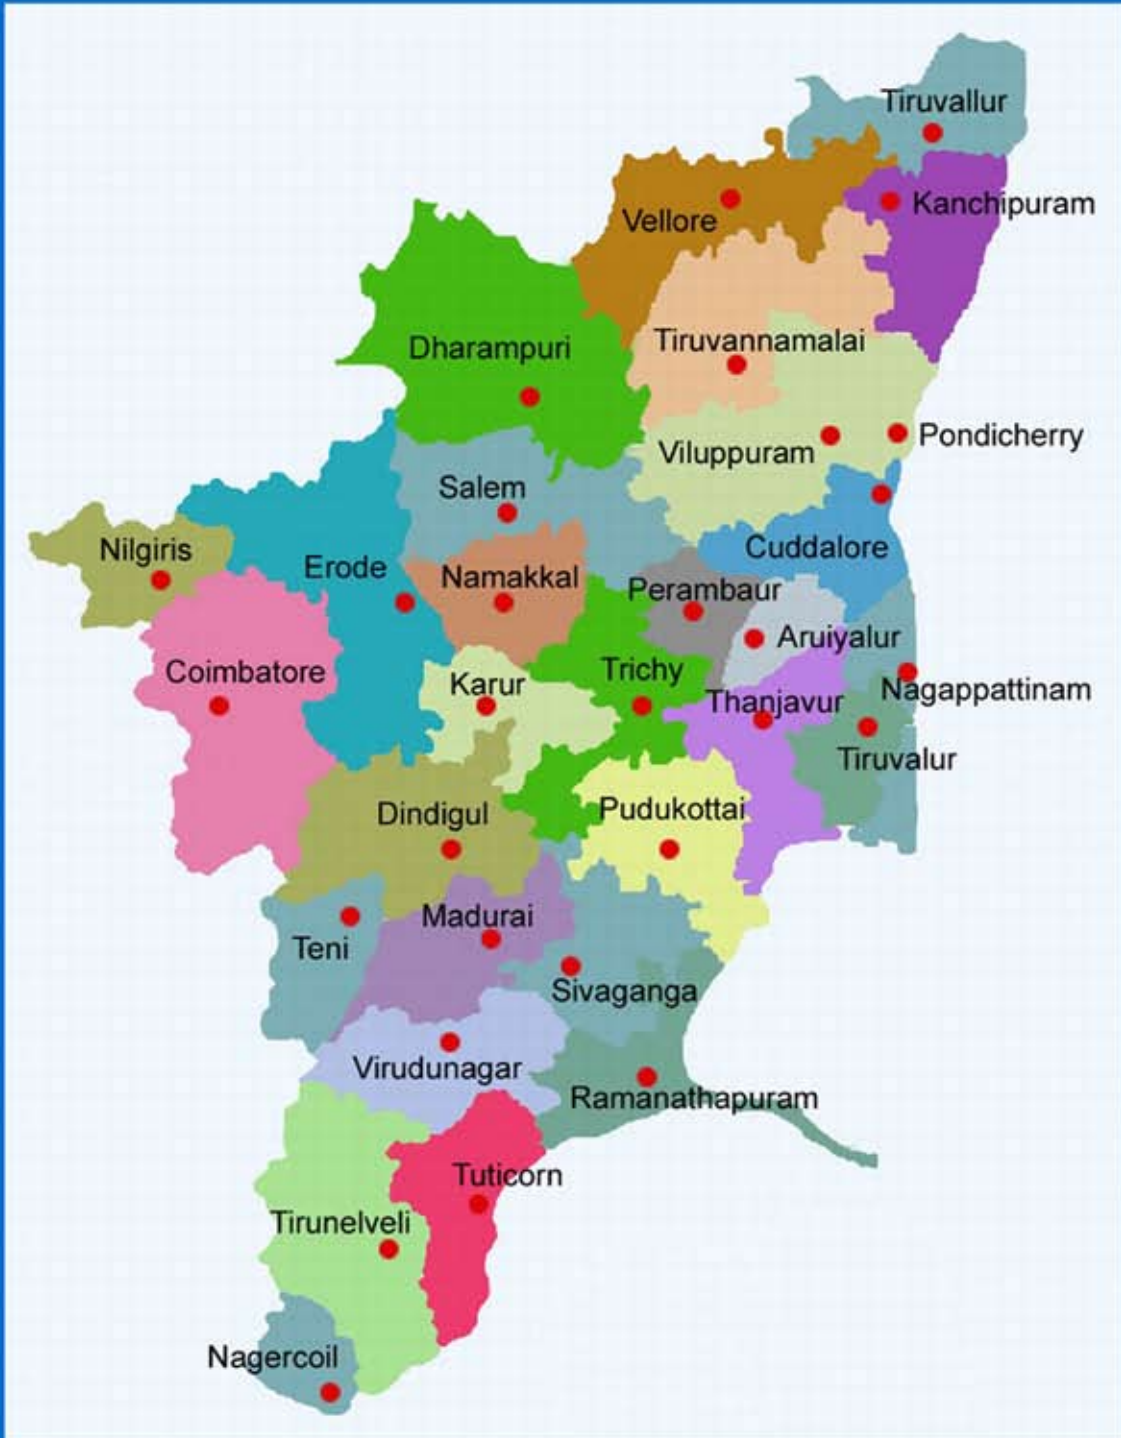 Tiruvallur
Kanchipuram
Vellore
Tiruvannamalai
Dharampuri
Pondicherry
Viluppuram
Salem
Cuddalore
Nilgiris
Erode
Namakkal
Perambaur
Aruiyalur
Coimbatore
Karur
Trichy
Nagappattinam
Thanjavur
Tiruvalur
Dindigul
Pudukottai
Madurai
Teni
Sivaganga
Virudunagar
Ramanathapuram
Tuticorn
Tirunelveli
Nagercoil